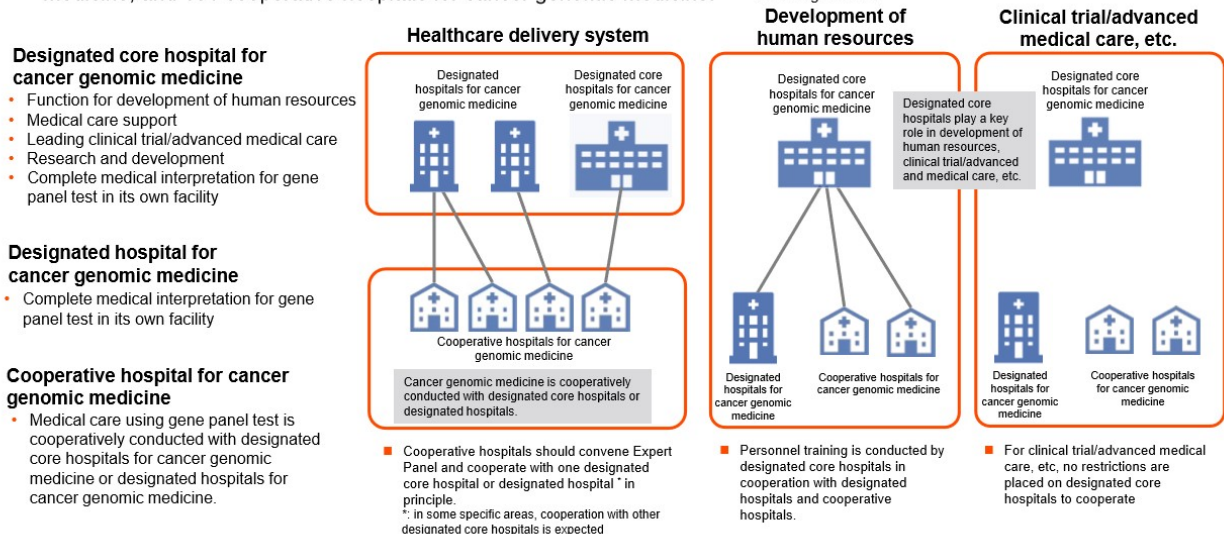 Designated core hospital for
cancer genomic medicine
• Function for development of human resources
• Medical care support
• Leading clinical trial/advanced medical care
• Research and development
• Complete medical interpretation for gene
panel test in its own facility
Designated hospital for
cancer genomic medicine
• Complete medical interpretation for gene
panel test in its own facility
Cooperative hospital for cancer
genomic medicine
• Medical care using gene panel test is
cooperatively conducted with designated
core hospitals for cancer genomic
medicine or designated hospitals for
cancer genomic medicine.
Healthcare delivery system
Designated
hospitals for cancer
genomic medicine
Designated core
hospitals for cancer
genomic medicine
Cooperative hospitals for cancer
genomic medicine
Cancer genomic medicine is cooperatively
conducted with designated core hospitals or
designated hospitals.
■ Cooperative hospitals should convene Expert
Panel and cooperate with one designated
core hospital or designated hospital * in
principle.
*: in some specific areas, cooperation with other
designated core hospitals is expected
Development of
human resources
Designated core
hospitals for cancer
genomic medicine
Designated core
hospitals play a key
role in development of
human resources,
clinical trial/advanced
and medical care, etc.
Designated
hospitals for
cancer genomic
medicine
Cooperative hospitals for
cancer genomic medicine
■ Personnel training is conducted by
designated core hospitals in
cooperation with designated
hospitals and cooperative
hospitals.
Clinical trial/advanced
medical care, etc.
Designated core
hospitals for cancer
genomic medicine
Designated
hospitals for
cancer genomic
medicine
Cooperative hospitals
for cancer genomic
medicine
■ For clinical trial/advanced medical
care, etc, no restrictions are
placed on designated core
hospitals to cooperate